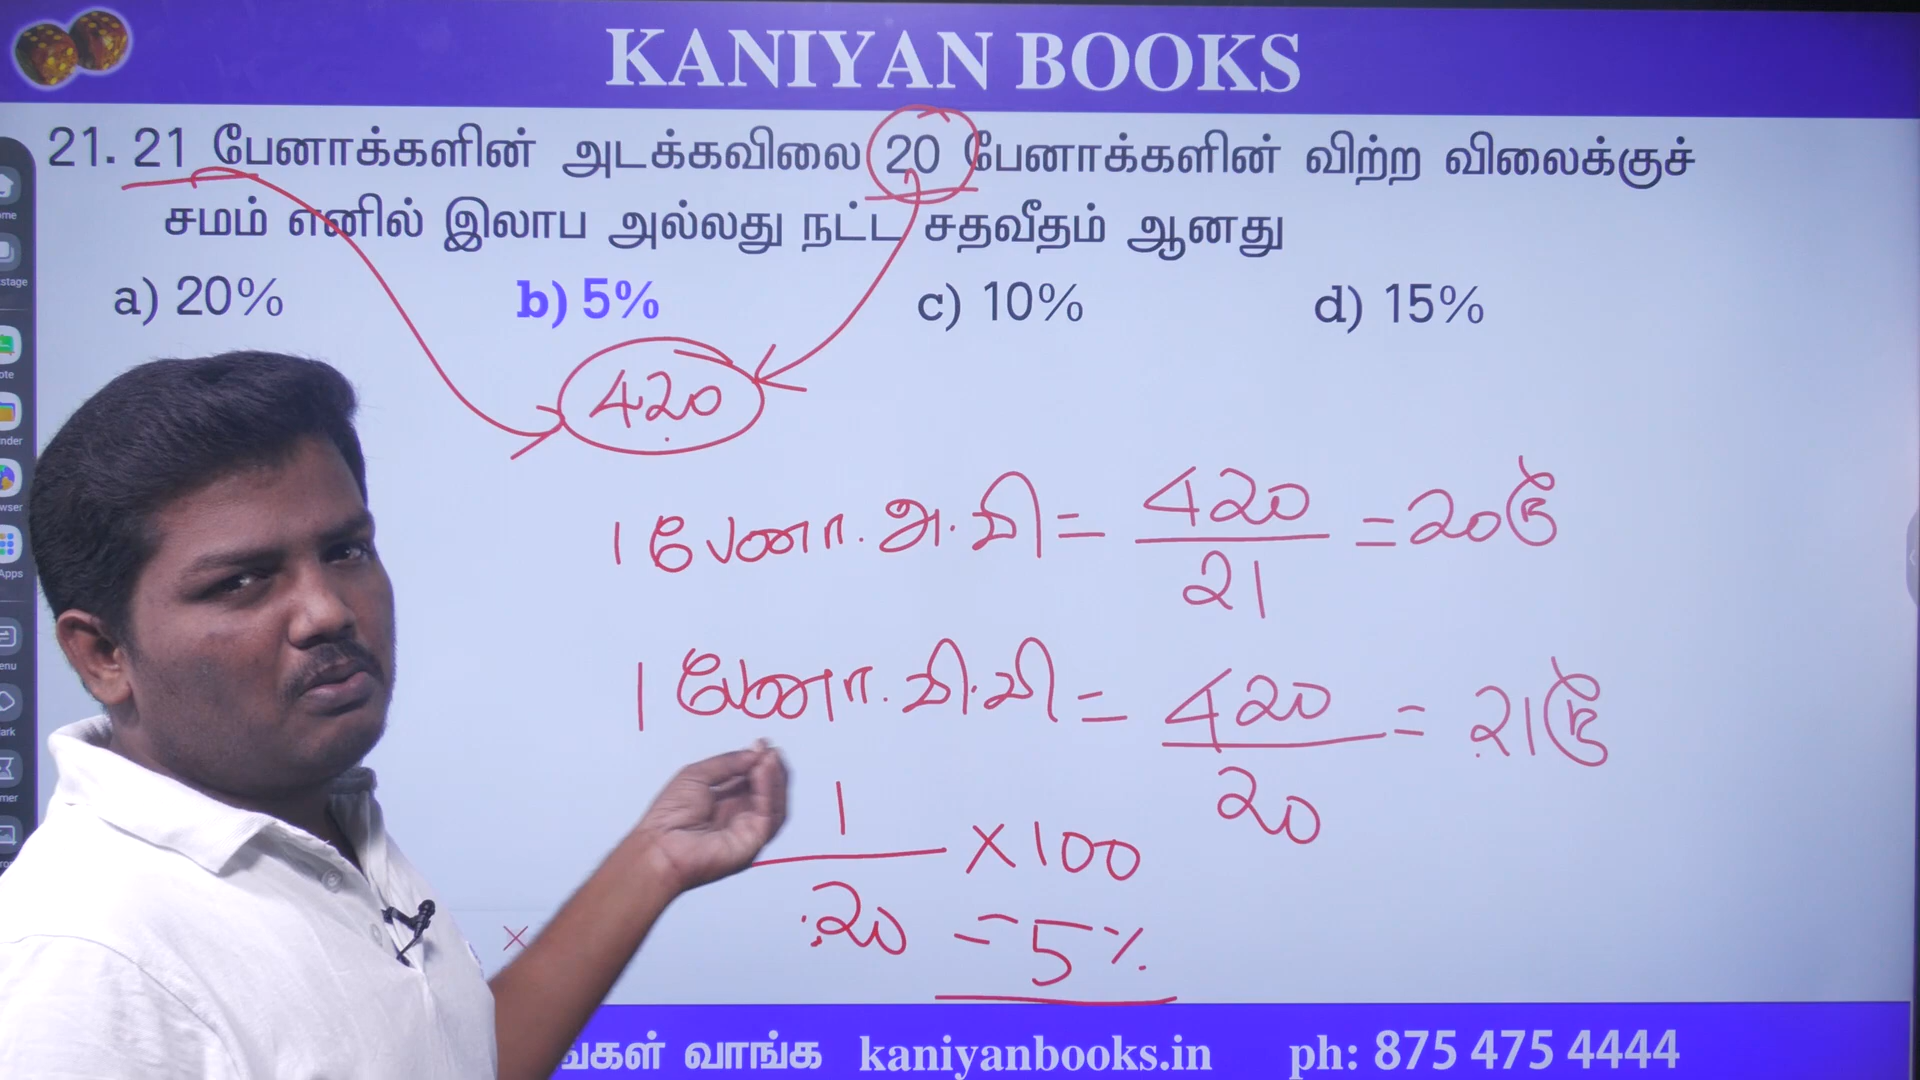 KANIYAN BOOKS
21. 21 பேனாக்களின் அடக்கவிலை 20 பேனாக்களின் விற்ற விலைக்குச்
சமம் எனில் இலாப அல்லது நட்ட சதவீதம் ஆனது
a) 20% b) 5% c) 10% d) 15%
420
1 பேனா. அ. வி = 420/21 = 20ரூ
1 பேனா. வி. வி = 420/20 = 21ரூ
1/20 × 100
= 5%
வாங்க kaniyanbooks.in ph: 875 475 4444